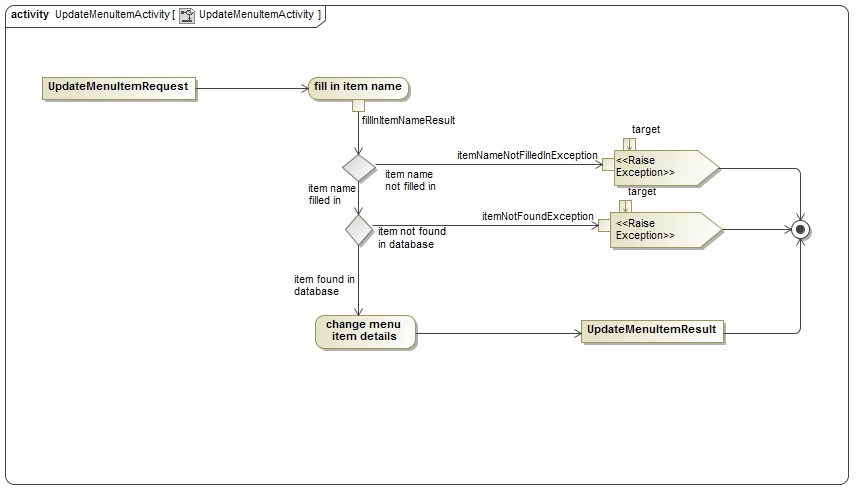 activity UpdateMenuItemActivity [ UpdateMenuItemActivity ]
UpdateMenuItemRequest
fill in item name
fillInItemNameResult
target
itemNameNotFilledInException
<<Raise
Exception>>
item name
not filled in
item name
filled in
target
itemNotFoundException
<<Raise
Exception>>
item not found
in database
item found in
database
change menu
item details
UpdateMenuItemResult